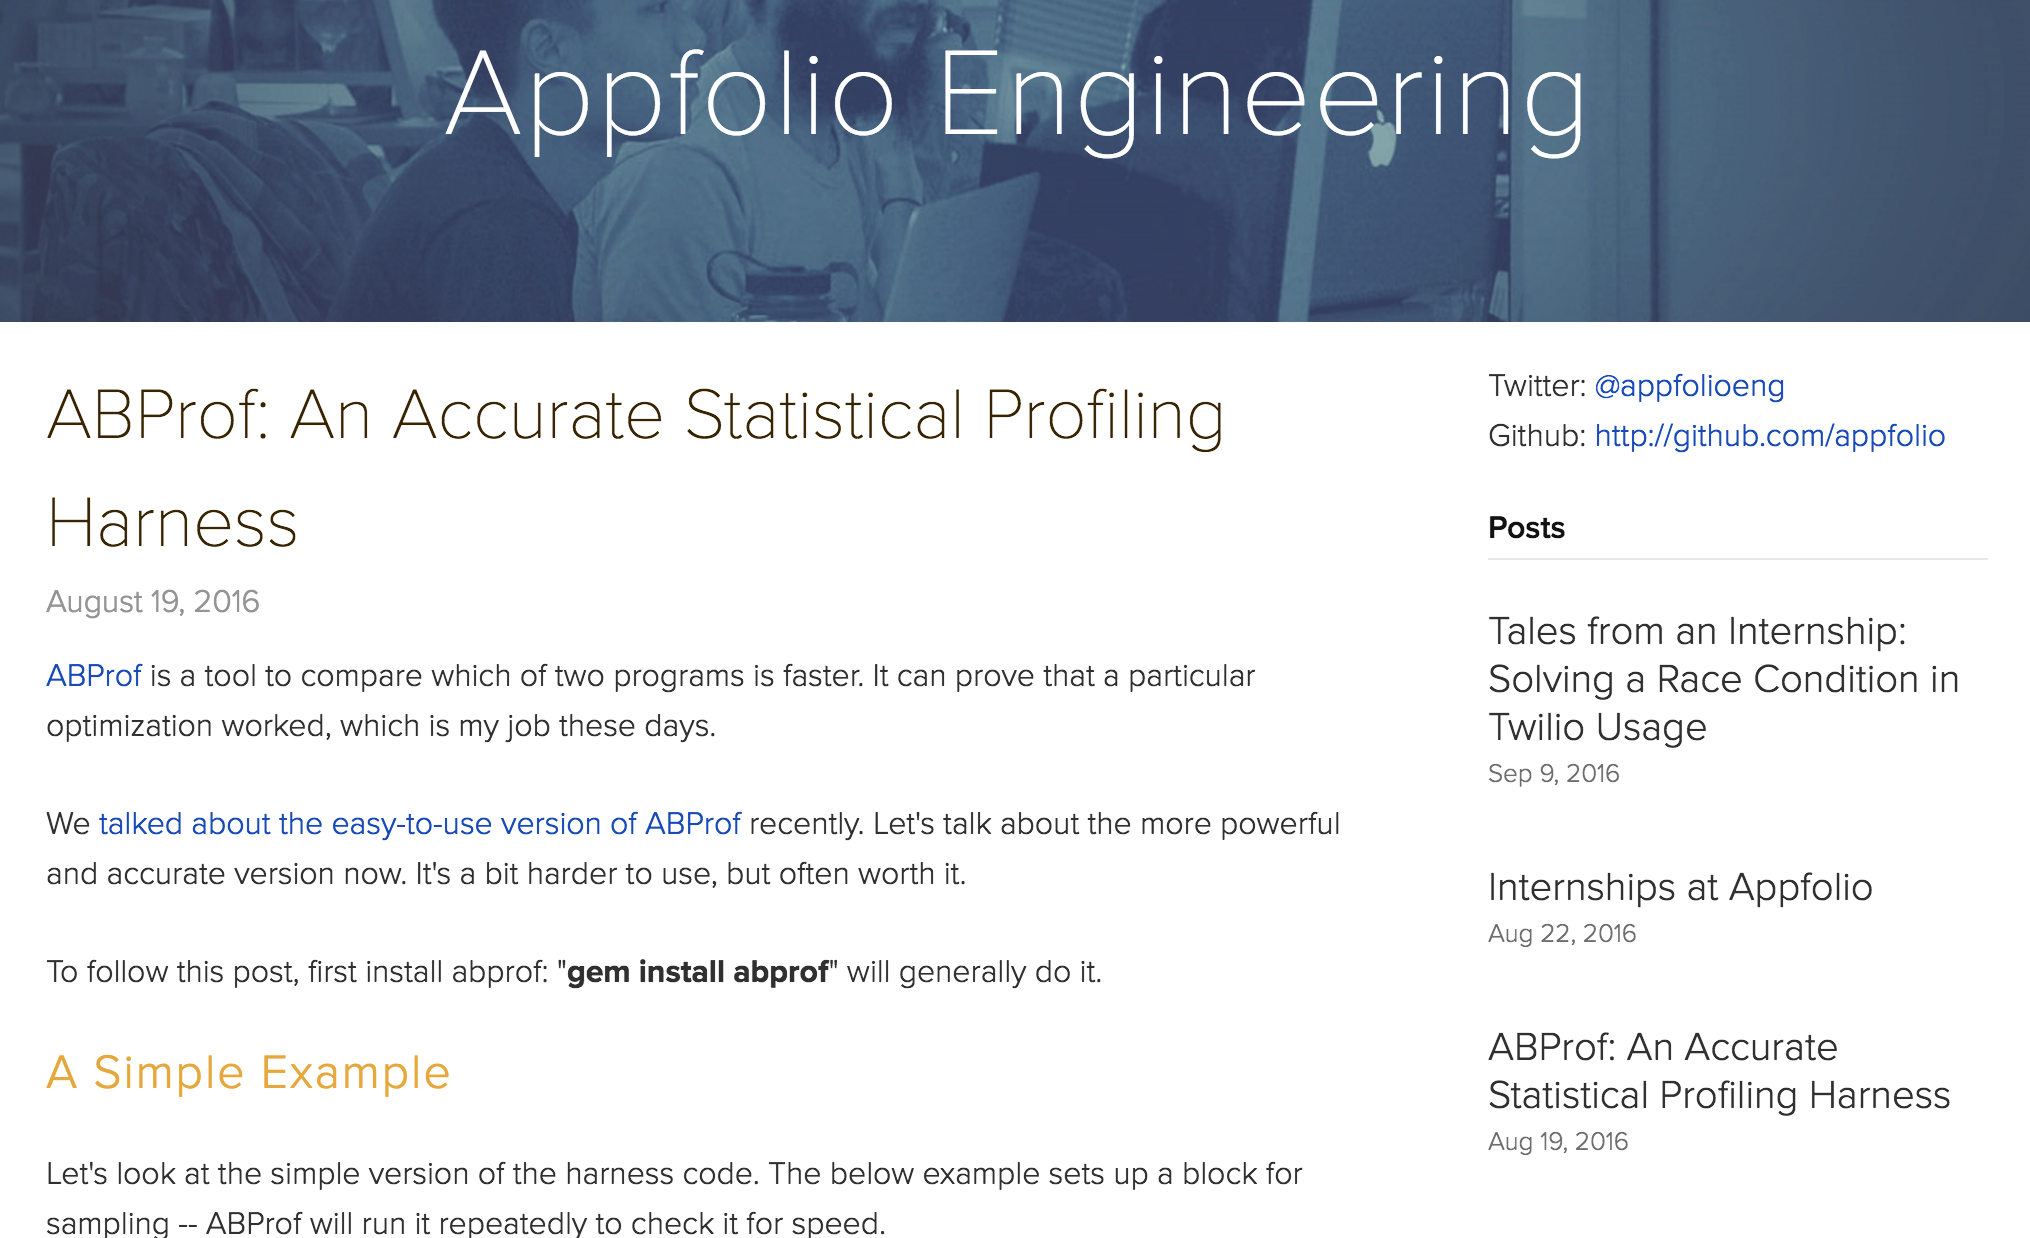 Appfolio Engineering
ABProf: An Accurate Statistical Profiling
Harness
August 19, 2016
ABProf is a tool to compare which of two programs is faster. It can prove that a particular
optimization worked, which is my job these days.
We talked about the easy-to-use version of ABProf recently. Let's talk about the more powerful
and accurate version now. It's a bit harder to use, but often worth it.
To follow this post, first install abprof: "gem install abprof" will generally do it.
A Simple Example
Let's look at the simple version of the harness code. The below example sets up a block for
sampling -- ABProf will run it repeatedly to check it for speed.
Twitter: @appfolioeng
Github: http://github.com/appfolio
Posts
Tales from an Internship:
Solving a Race Condition in
Twilio Usage
Sep 9, 2016
Internships at Appfolio
Aug 22, 2016
ABProf: An Accurate
Statistical Profiling Harness
Aug 19, 2016